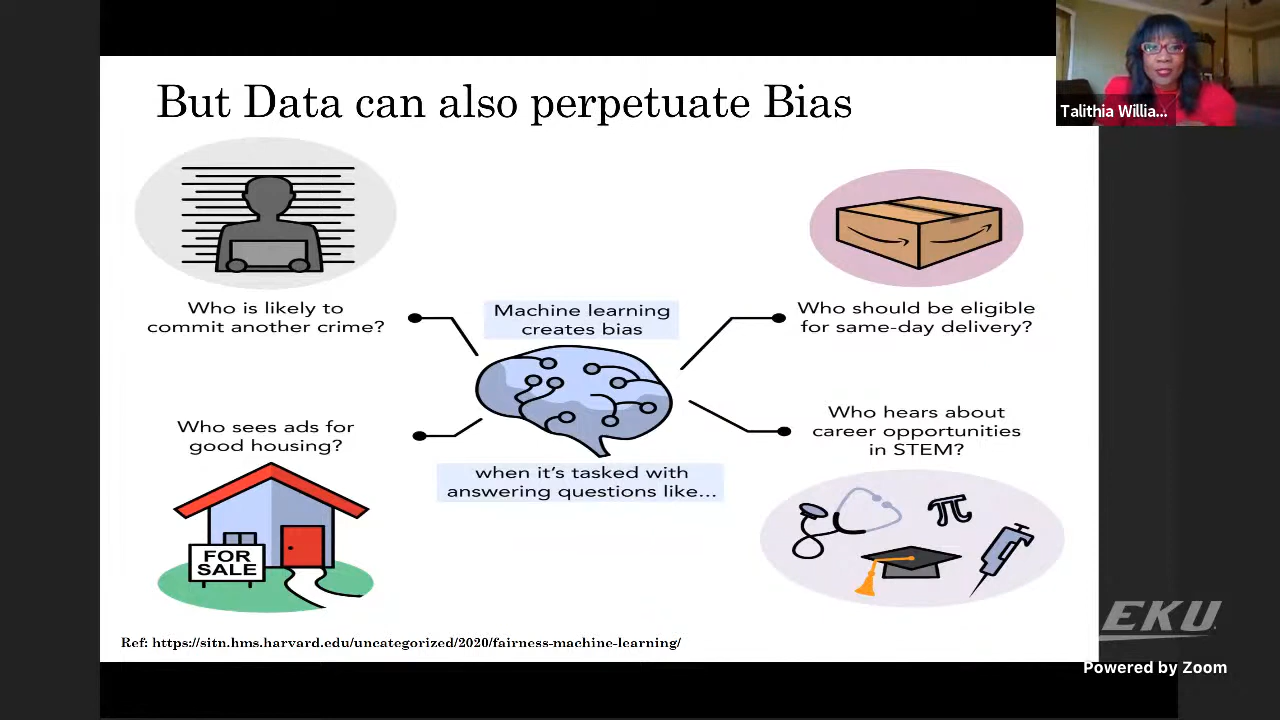 But Data can also perpetuate Bias
Talithia Willia...
Who is likely to
commit another crime?
Machine learning
creates bias
Who should be eligible
for same-day delivery?
Who sees ads for
good housing?
when it's tasked with
answering questions like...
Who hears about
career opportunities
in STEM?
FOR
SALE
π
Ref: https://sitn.hms.harvard.edu/uncategorized/2020/fairness-machine-learning/
EKU
Powered by Zoom